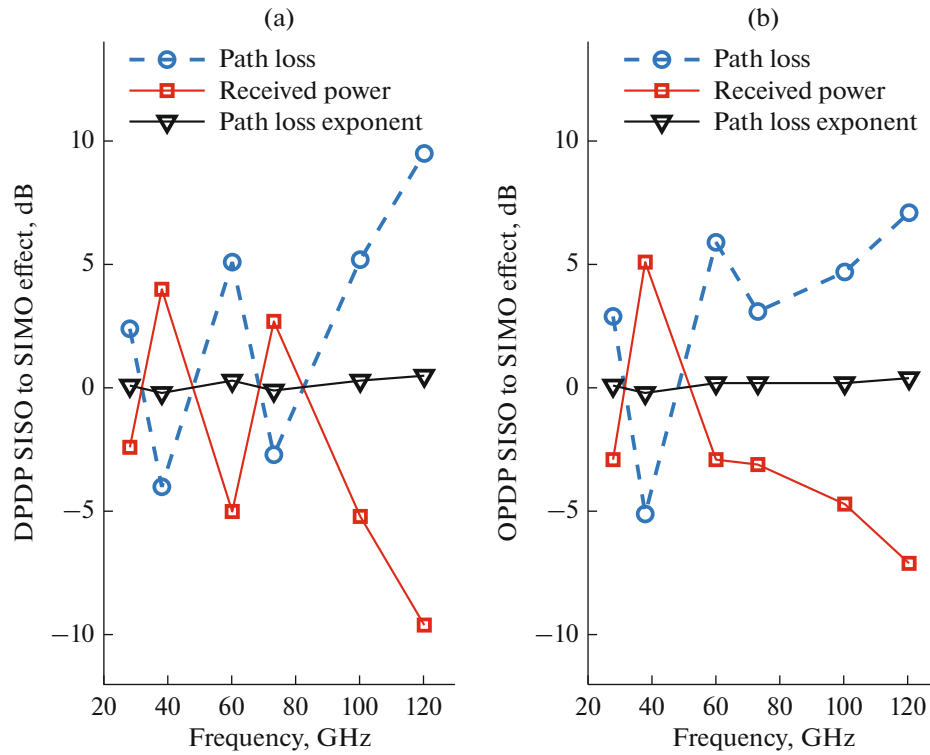 (a)
Path loss
Received power
Path loss exponent
10
5
0
−5
−10
DPDP SISO to SIMO effect, dB
20 40 60 80 100 120
Frequency, GHz
(b)
Path loss
Received power
Path loss exponent
10
5
0
−5
−10
OPDP SISO to SIMO effect, dB
20 40 60 80 100 120
Frequency, GHz